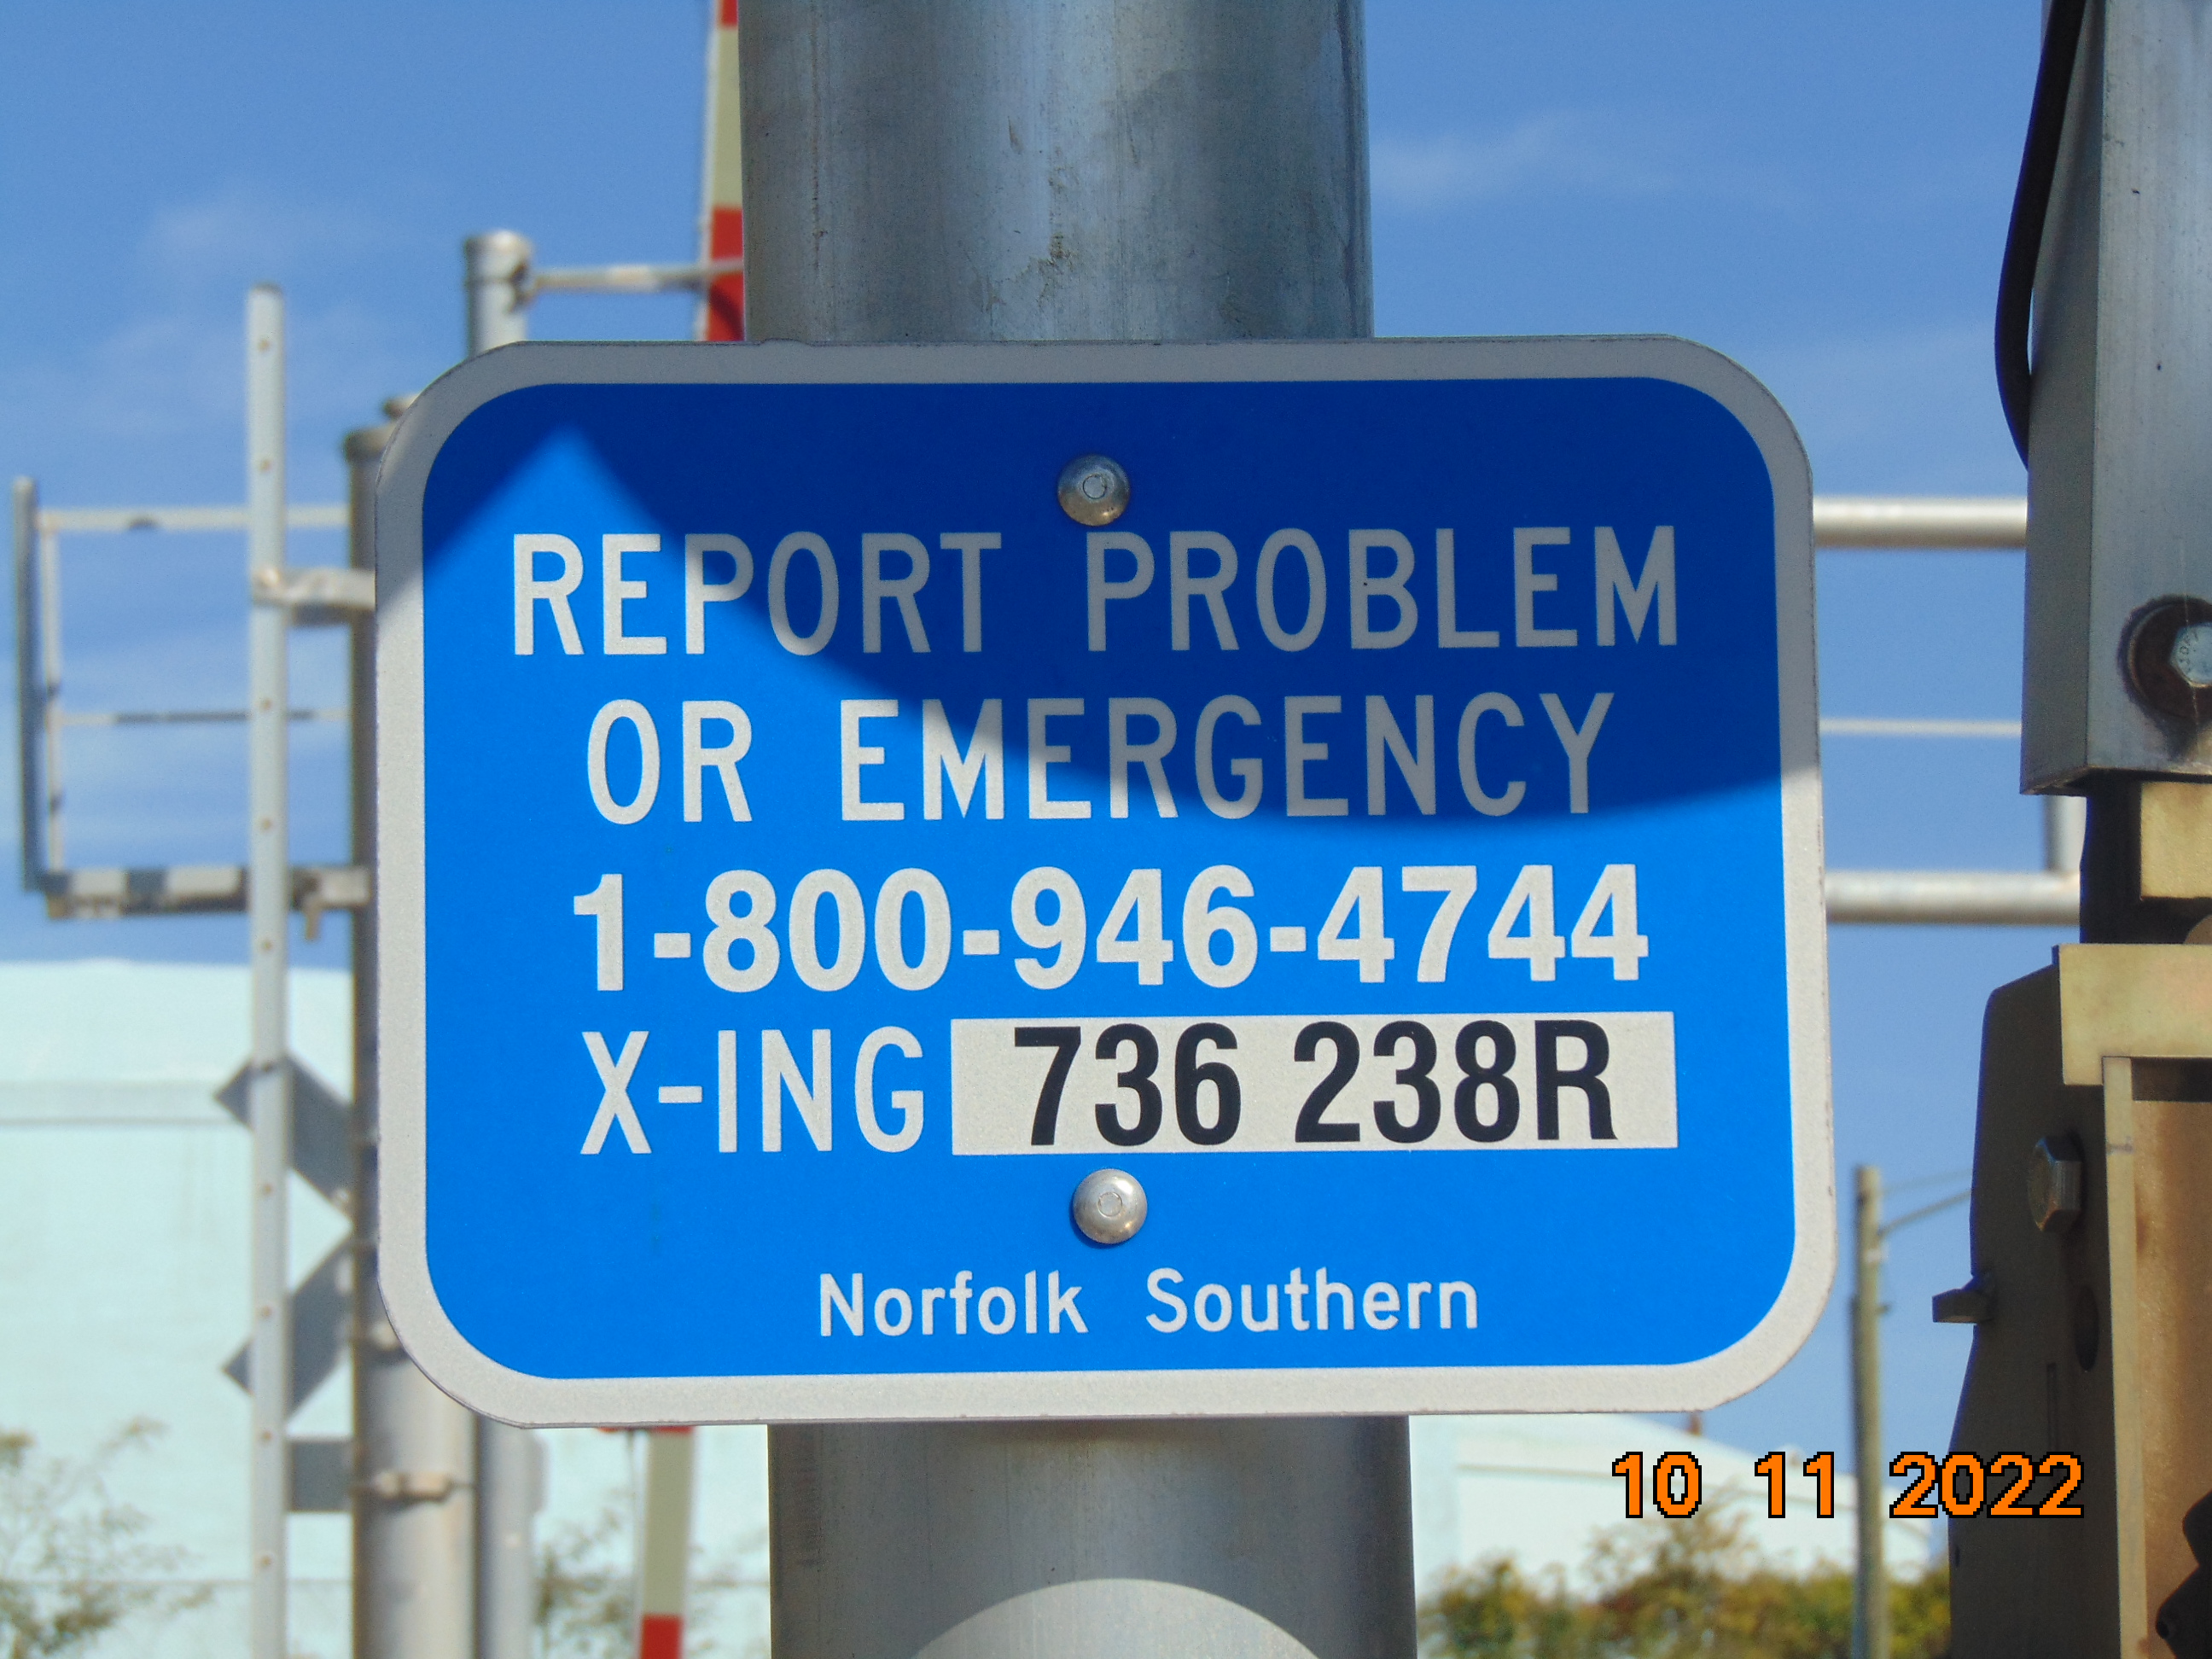 REPORT PROBLEM
OR EMERGENCY
1-800-946-4744
X-ING 736 238R
Norfolk Southern
10 11 2022